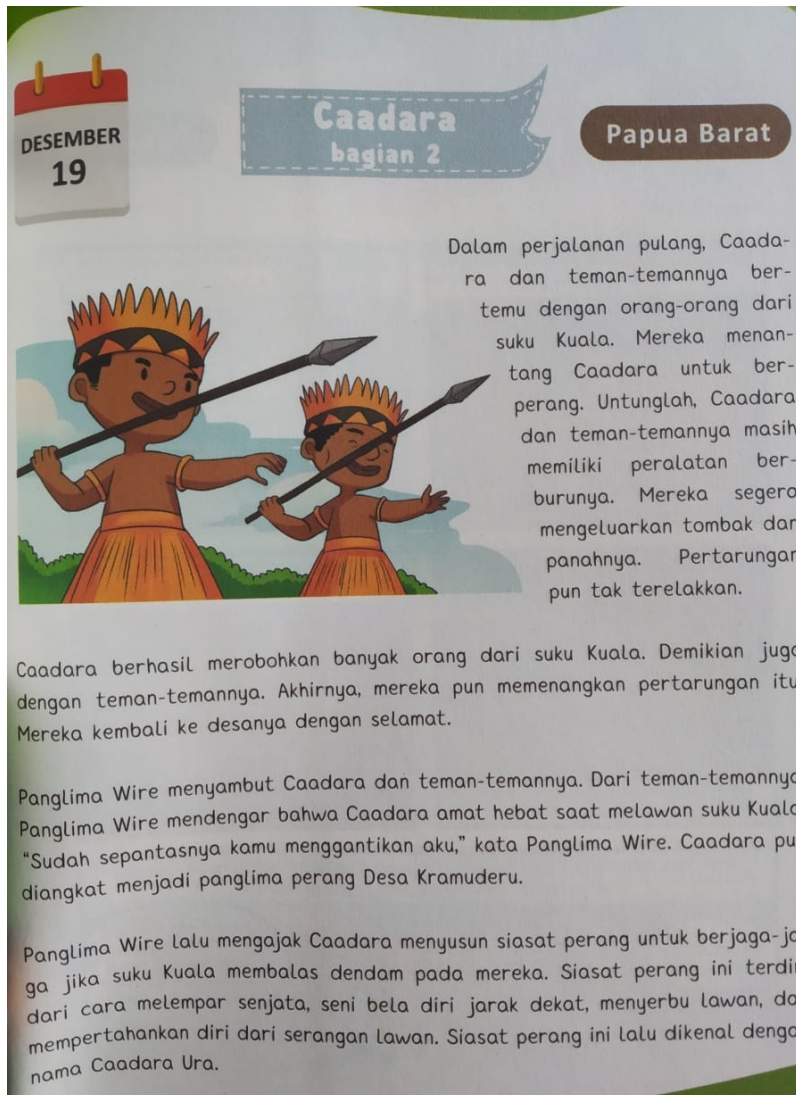 DESEMBER
19
Caadara
bagian 2
Papua Barat
Dalam perjalanan pulang, Caada-
ra dan teman-temannya ber-
temu dengan orang-orang dari
suku Kuala. Mereka menan-
tang Caadara untuk ber-
perang. Untunglah, Caadara
dan teman-temannya masih
memiliki peralatan ber-
burunya. Mereka segera
mengeluarkan tombak dan
panahnya. Pertarungan
pun tak terelakkan.
Caadara berhasil merobohkan banyak orang dari suku Kuala. Demikian juga
dengan teman-temannya. Akhirnya, mereka pun memenangkan pertarungan itu
Mereka kembali ke desanya dengan selamat.
Panglima Wire menyambut Caadara dan teman-temannya. Dari teman-temannya
Panglima Wire mendengar bahwa Caadara amat hebat saat melawan suku Kuala
“Sudah sepantasnya kamu menggantikan aku,” kata Panglima Wire. Caadara pu
diangkat menjadi panglima perang Desa Kramuderu.
Panglima Wire lalu mengajak Caadara menyusun siasat perang untuk berjaga-ja
ga jika suku Kuala membalas dendam pada mereka. Siasat perang ini terdi
dari cara melempar senjata, seni bela diri jarak dekat, menyerbu lawan, da
mempertahankan diri dari serangan lawan. Siasat perang ini lalu dikenal denga
nama Caadara Ura.